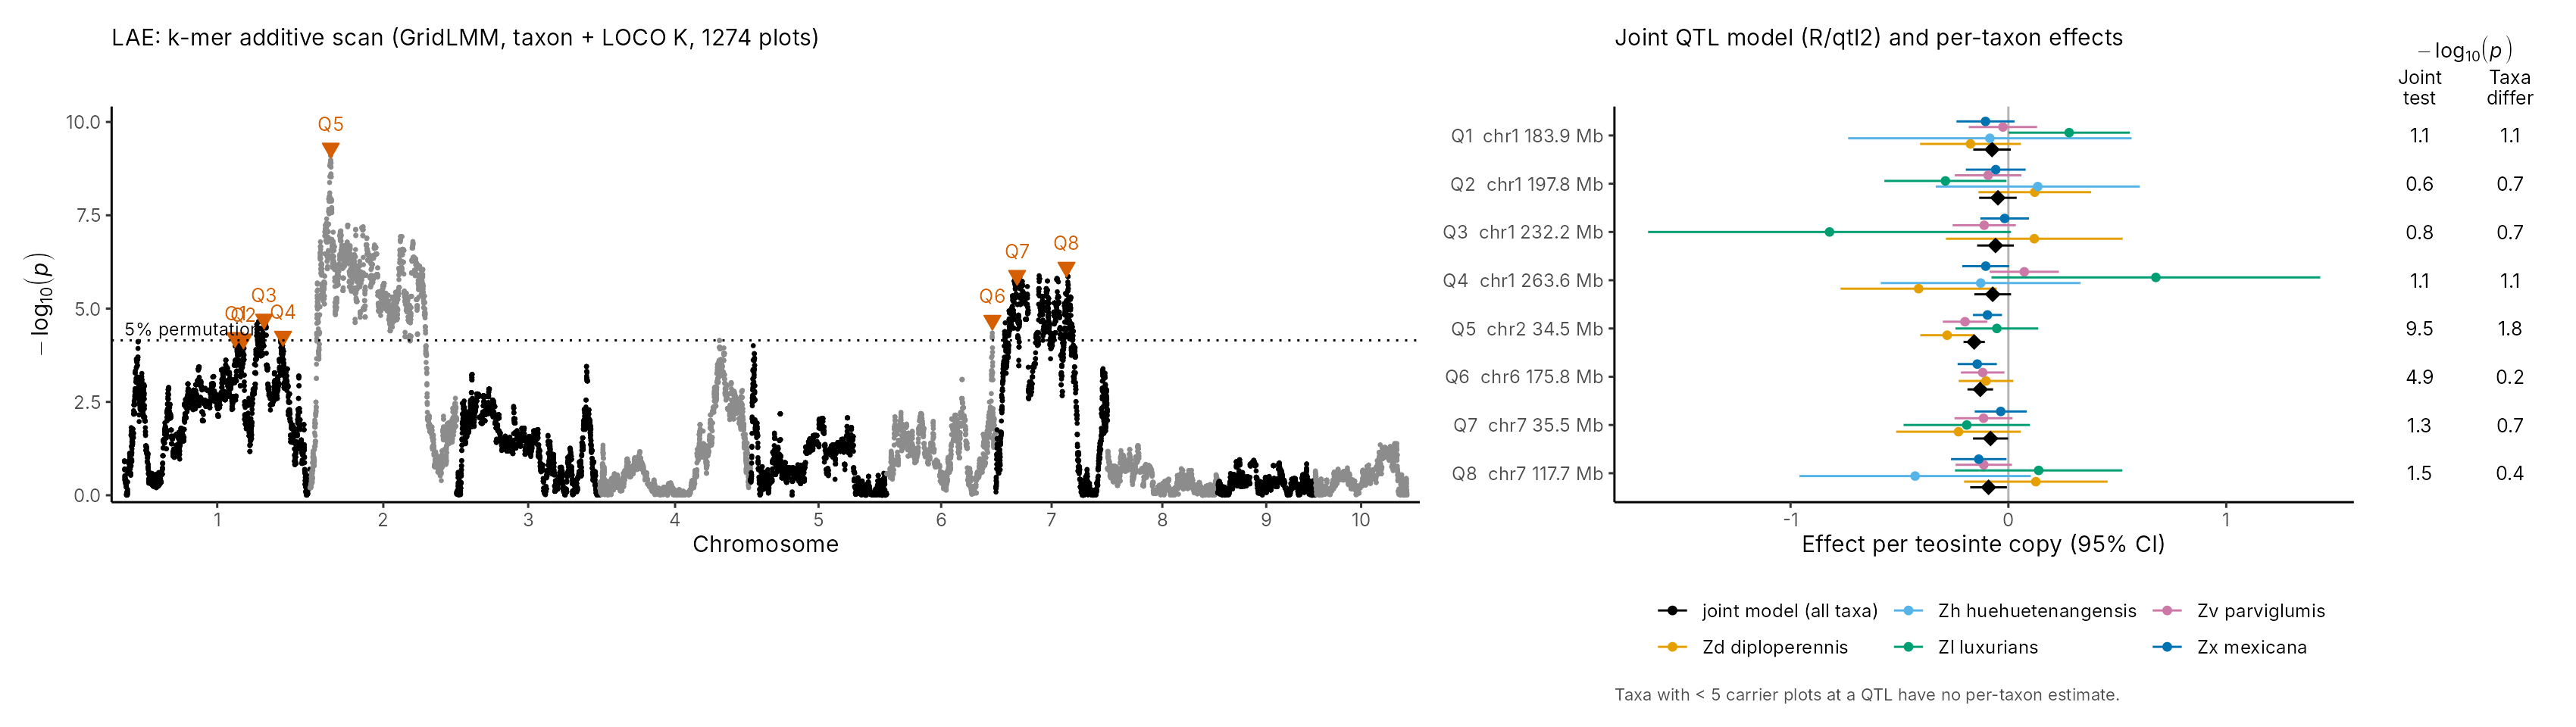 LAE: k-mer additive scan (GridLMM, taxon + LOCO K, 1274 plots)
− log10(p)
10.0
7.5
5.0
2.5
0.0
5% permutation
Q1
Q2
Q3
Q4
Q5
Q6
Q7
Q8
1 2 3 4 5 6 7 8 9 10
Chromosome
Joint QTL model (R/qtl2) and per-taxon effects
− log10(p)
Joint test
Taxa differ
Q1 chr1 183.9 Mb 1.1 1.1
Q2 chr1 197.8 Mb 0.6 0.7
Q3 chr1 232.2 Mb 0.8 0.7
Q4 chr1 263.6 Mb 1.1 1.1
Q5 chr2 34.5 Mb 9.5 1.8
Q6 chr6 175.8 Mb 4.9 0.2
Q7 chr7 35.5 Mb 1.3 0.7
Q8 chr7 117.7 Mb 1.5 0.4
-1 0 1
Effect per teosinte copy (95% CI)
joint model (all taxa) Zh huehuetenangensis Zv parviglumis
Zd diploperennis Zl luxurians Zx mexicana
Taxa with < 5 carrier plots at a QTL have no per-taxon estimate.